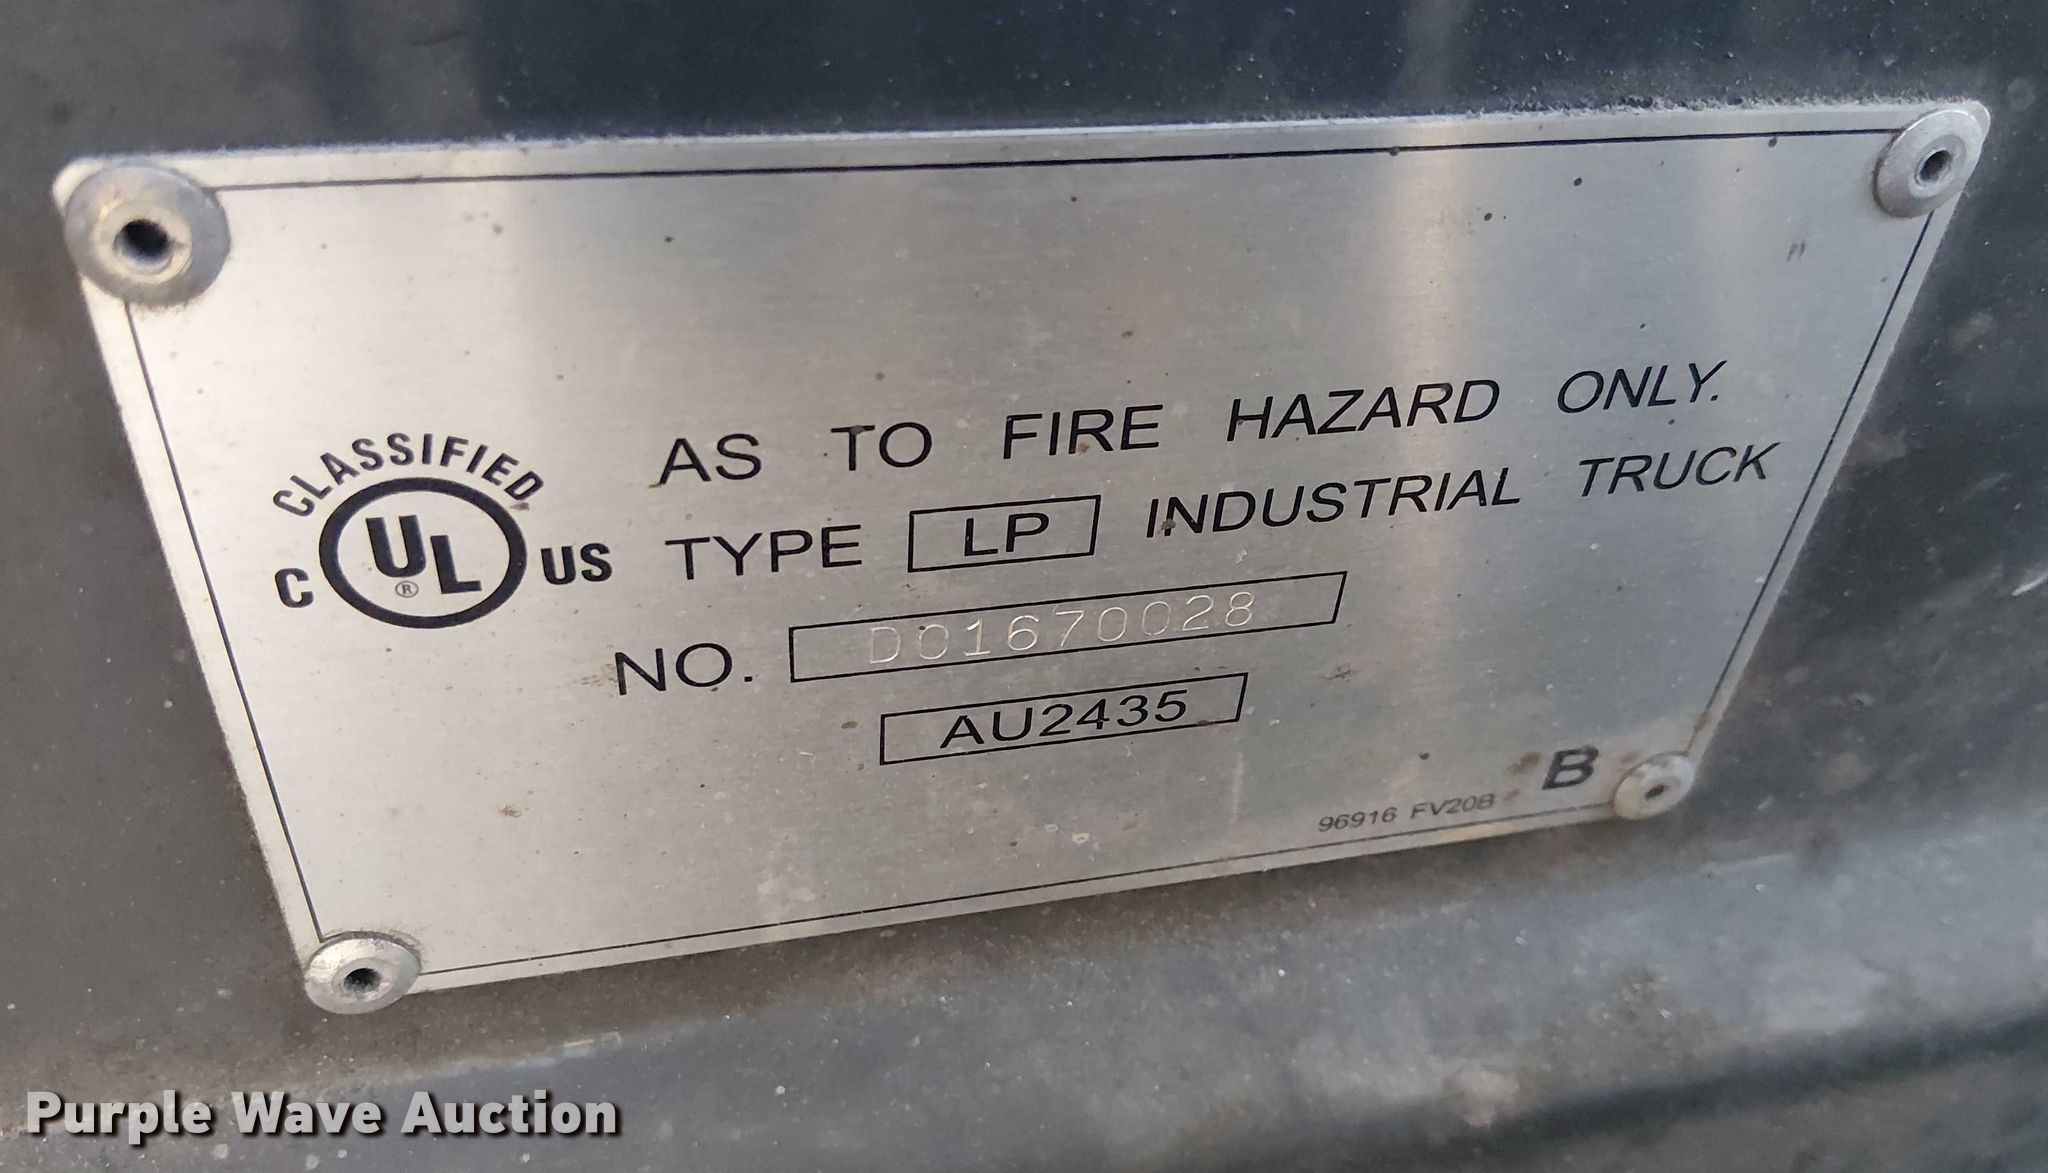 CLASSIFIED
C UL® US
AS TO FIRE HAZARD ONLY.
TYPE LP INDUSTRIAL TRUCK
NO. D01670028
AU2435
B
96916 FV20B
Purple Wave Auction